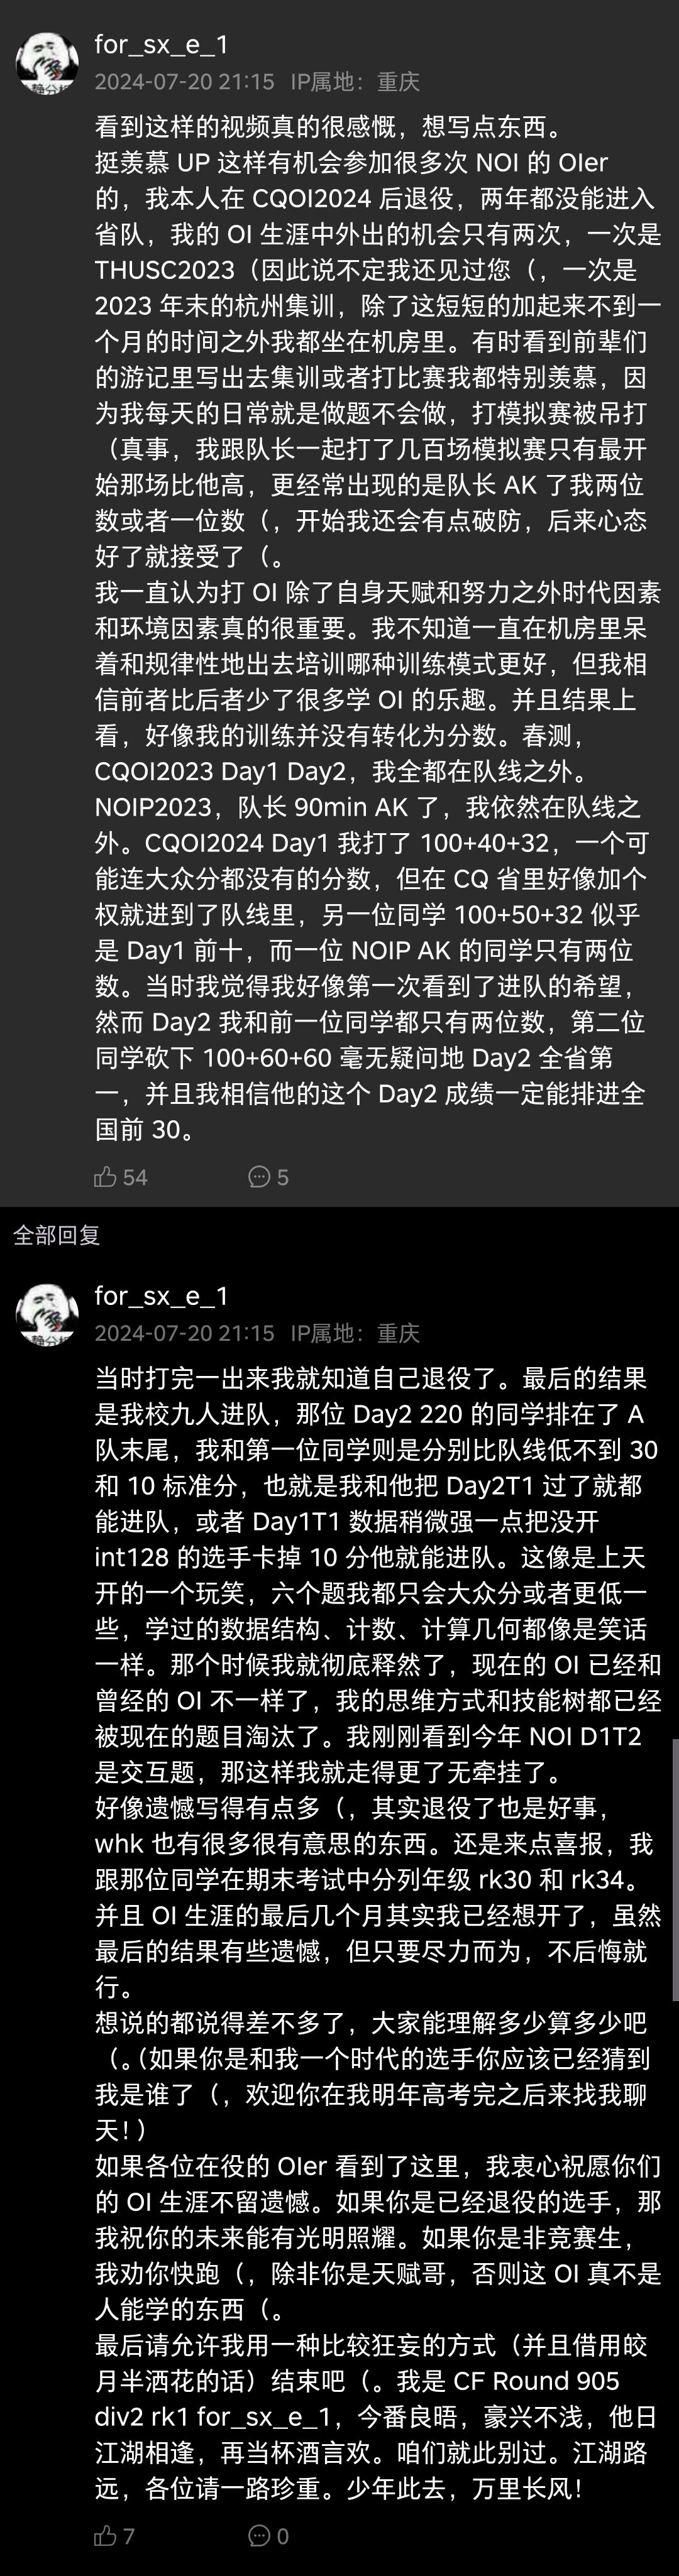 for_sx_e_1
2024-07-20 21:15 IP属地：重庆
看到这样的视频真的很感慨，想写点东西。
挺羡慕 UP 这样有机会参加很多次 NOI 的 OIer
的，我本人在 CQOI2024 后退役，两年都没能进入
省队，我的 OI 生涯中外出的机会只有两次，一次是
THUSC2023（因此说不定我还见过您（，一次是
2023 年末的杭州集训，除了这短短的加起来不到一
个月的时间之外我都坐在机房里。有时看到前辈们
的游记里写出去集训或者打比赛我都特别羡慕，因
为我每天的日常就是做题不会做，打模拟赛被吊打
（真事，我跟队长一起打了几百场模拟赛只有最开
始那场比他高，更经常出现的是队长 AK 了我两位
数或者一位数（，开始我还会有点破防，后来心态
好了就接受了（。
我一直认为打 OI 除了自身天赋和努力之外时代因素
和环境因素真的很重要。我不知道一直在机房里呆
着和规律性地出去培训哪种训练模式更好，但我相
信前者比后者少了很多学 OI 的乐趣。并且结果上
看，好像我的训练并没有转化为分数。春测，
CQOI2023 Day1 Day2，我全都在队线之外。
NOIP2023，队长 90min AK 了，我依然在队线之
外。CQOI2024 Day1 我打了 100+40+32，一个可
能连大众分都没有的分数，但在 CQ 省里好像加个
权就进到了队线里，另一位同学 100+50+32 似乎
是 Day1 前十，而一位 NOIP AK 的同学只有两位
数。当时我觉得我好像第一次看到了进队的希望，
然而 Day2 我和前一位同学都只有两位数，第二位
同学砍下 100+60+60 毫无疑问地 Day2 全省第
一，并且我相信他的这个 Day2 成绩一定能排进全
国前 30。
54 5
全部回复
for_sx_e_1
2024-07-20 21:15 IP属地：重庆
当时打完一出来我就知道自己退役了。最后的结果
是我校九人进队，那位 Day2 220 的同学排在了 A
队末尾，我和第一位同学则是分别比队线低不到 30
和 10 标准分，也就是我和他把 Day2T1 过了就都
能进队，或者 Day1T1 数据稍微强一点把没开
int128 的选手卡掉 10 分他就能进队。这像是上天
开的一个玩笑，六个题我都只会大众分或者更低一
些，学过的数据结构、计数、计算几何都像是笑话
一样。那个时候我就彻底释然了，现在的 OI 已经和
曾经的 OI 不一样了，我的思维方式和技能树都已经
被现在的题目淘汰了。我刚刚看到今年 NOI D1T2
是交互题，那这样我就走得更了无牵挂了。
好像遗憾写得有点多（，其实退役了也是好事，
whk 也有很多很有意思的东西。还是来点喜报，我
跟那位同学在期末考试中分列年级 rk30 和 rk34。
并且 OI 生涯的最后几个月其实我已经想开了，虽然
最后的结果有些遗憾，但只要尽力而为，不后悔就
行。
想说的都说得差不多了，大家能理解多少算多少吧
（。（如果你是和我一个时代的选手你应该已经猜到
我是谁了（，欢迎你在我明年高考完之后来找我聊
天！）
如果各位在役的 OIer 看到了这里，我衷心祝愿你们
的 OI 生涯不留遗憾。如果你是已经退役的选手，那
我祝你的未来能有光明照耀。如果你是非竞赛生，
我劝你快跑（，除非你是天赋哥，否则这 OI 真不是
人能学的东西（。
最后请允许我用一种比较狂妄的方式（并且借用皎
月半洒花的话）结束吧（。我是 CF Round 905
div2 rk1 for_sx_e_1，今番良晤，豪兴不浅，他日
江湖相逢，再当杯酒言欢。咱们就此别过。江湖路
远，各位请一路珍重。少年此去，万里长风！
7 0